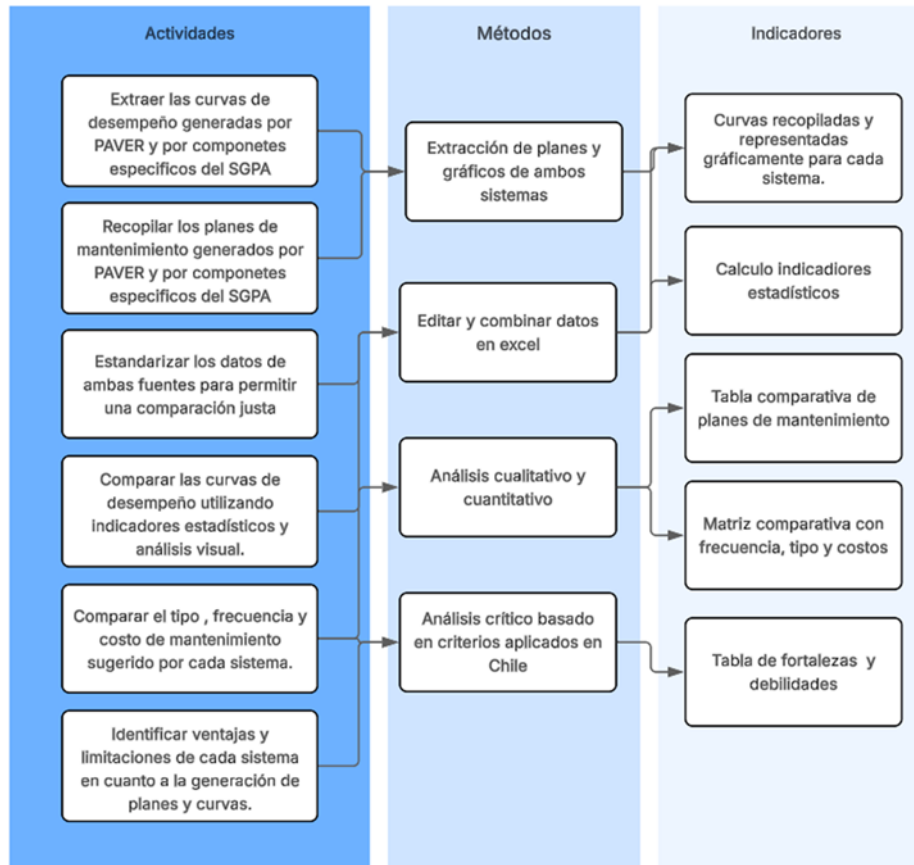 Actividades
Extraer las curvas de
desempeño generadas por
PAVER y por componetes
especificos del SGPA
Recopilar los planes de
mantenimiento generados por
PAVER y por componetes
especificos del SGPA
Estandarizar los datos de
ambas fuentes para permitir
una comparación justa
Comparar las curvas de
desempeño utilizando
indicadores estadísticos y
análisis visual.
Comparar el tipo , frecuencia y
costo de mantenimiento
sugerido por cada sistema.
Identificar ventajas y
limitaciones de cada sistema
en cuanto a la generación de
planes y curvas.
Métodos
Extracción de planes y
gráficos de ambos
sistemas
Editar y combinar datos
en excel
Análisis cualitativo y
cuantitativo
Análisis crítico basado
en criterios aplicados en
Chile
Indicadores
Curvas recopiladas y
representadas
gráficamente para cada
sistema.
Calculo indicadiores
estadísticos
Tabla comparativa de
planes de mantenimiento
Matriz comparativa con
frecuencia, tipo y costos
Tabla de fortalezas y
debilidades